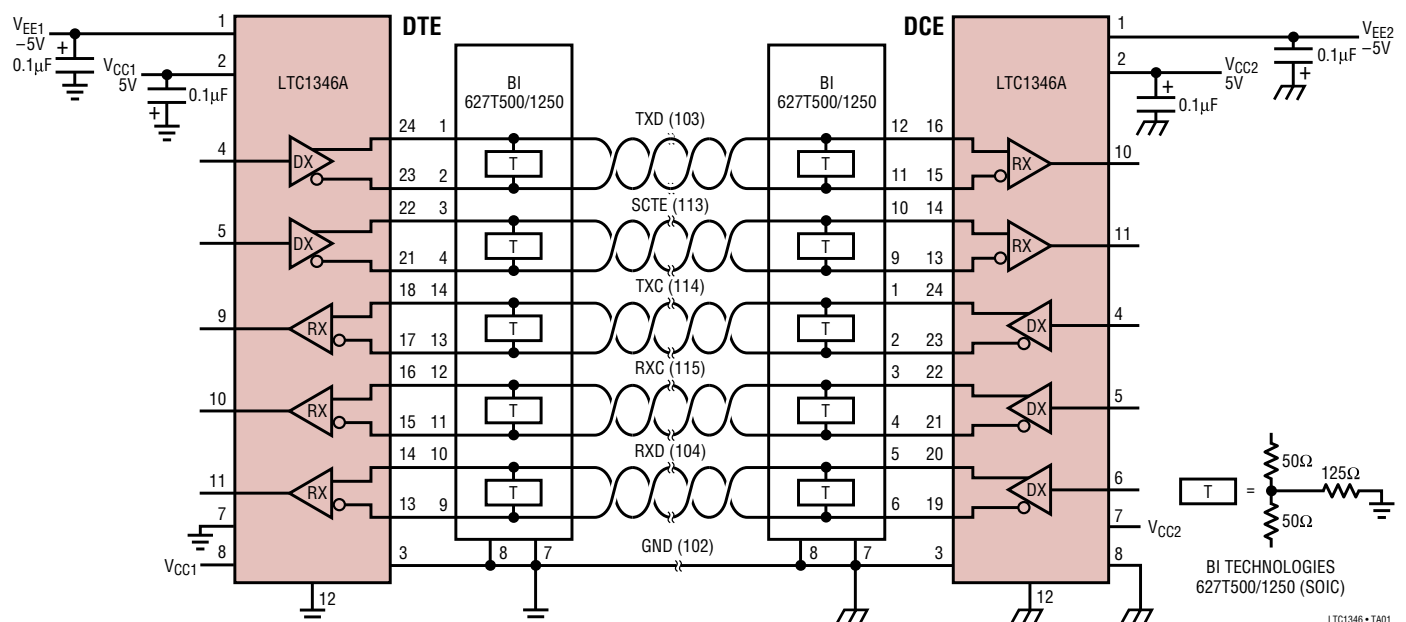 DTE
DCE
VEE1
–5V
1
+
0.1µF
VCC1
5V
2
+
0.1µF
LTC1346A
BI
627T500/1250
BI
627T500/1250
LTC1346A
1
VEE2
–5V
+
0.1µF
2
VCC2
5V
+
0.1µF
TXD (103)
4
DX
24 1
23 2
T
T
12 16
11 15
RX
10
SCTE (113)
5
DX
22 3
21 4
T
T
10 14
9 13
RX
11
TXC (114)
9
RX
18 14
17 13
T
T
1 24
2 23
DX
4
RXC (115)
10
RX
16 12
15 11
T
T
3 22
4 21
DX
5
RXD (104)
11
RX
14 10
13 9
T
T
5 20
6 19
DX
6
7
VCC1 8
3
8 7
GND (102)
8 7
3
7 VCC2
8
12
12
T =
50Ω
125Ω
50Ω
BI TECHNOLOGIES
627T500/1250 (SOIC)
LTC1346 • TA01